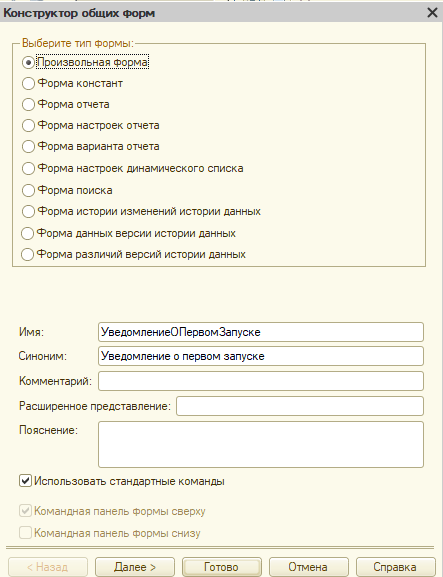 Конструктор общих форм
Выберите тип формы:
Произвольная форма
Форма констант
Форма отчета
Форма настроек отчета
Форма варианта отчета
Форма настроек динамического списка
Форма поиска
Форма истории изменений истории данных
Форма данных версии истории данных
Форма различий версий истории данных
Имя: УведомлениеОПервомЗапуске
Синоним: Уведомление о первом запуске
Комментарий:
Расширенное представление:
Пояснение:
Использовать стандартные команды
Командная панель формы сверху
Командная панель формы снизу
< Назад Далее > Готово Отмена Справка